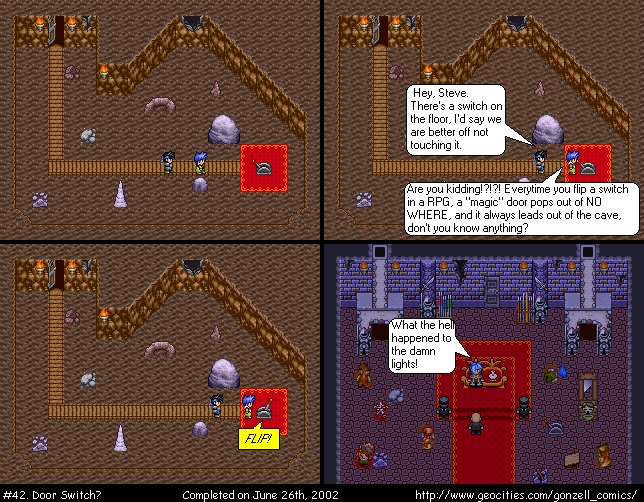 Hey, Steve.
There's a switch on
the floor, I'd say we
are better off not
touching it.
Are you kidding!?!?! Everytime you flip a switch
in a RPG, a "magic" door pops out of NO
WHERE, and it always leads out of the cave,
don't you know anything?
FLIP!
What the hell
happened to
the damn
lights!
#42. Door Switch?
Completed on June 26th, 2002
http://www.geocities.com/gonzell_comics/